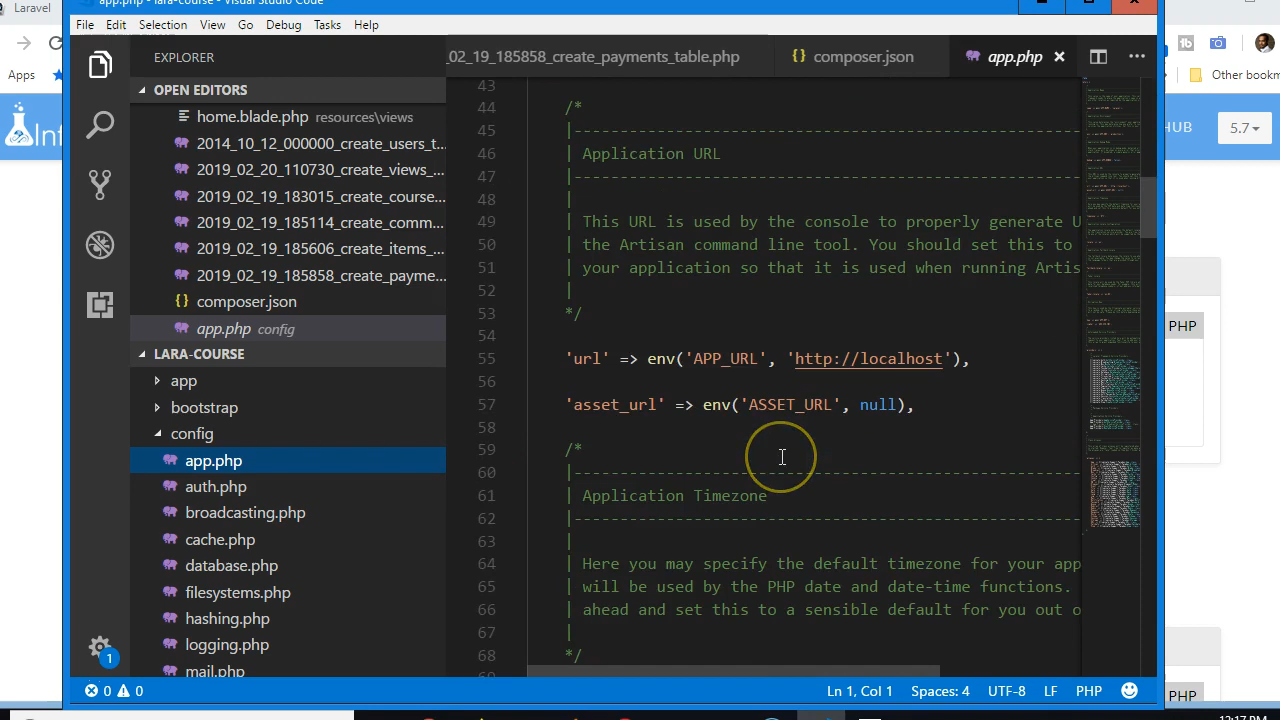 app.php - lara-course - Visual Studio Code
Laravel
File Edit Selection View Go Debug Tasks Help
EXPLORER
_02_19_185858_create_payments_table.php
composer.json
app.php
Apps
Other bookm
OPEN EDITORS
home.blade.php resources\views
2014_10_12_000000_create_users_t...
2019_02_20_110730_create_views_...
2019_02_19_183015_create_course...
2019_02_19_185114_create_comm...
2019_02_19_185606_create_items_...
2019_02_19_185858_create_payme...
composer.json
app.php config
LARA-COURSE
app
bootstrap
config
app.php
auth.php
broadcasting.php
cache.php
database.php
filesystems.php
hashing.php
logging.php
mail.php
43
44 /*
45 |--------------------------------------------------------
46 | Application URL
47 |--------------------------------------------------------
48 |
49 | This URL is used by the console to properly generate U
50 | the Artisan command line tool. You should set this to
51 | your application so that it is used when running Artis
52 |
53 */
54
55 'url' => env('APP_URL', 'http://localhost'),
56
57 'asset_url' => env('ASSET_URL', null),
58
59 /*
60 |--------------------------------------------------------
61 | Application Timezone
62 |--------------------------------------------------------
63 |
64 | Here you may specify the default timezone for your app
65 | will be used by the PHP date and date-time functions.
66 | ahead and set this to a sensible default for you out o
67 |
68 */
Inf
HUB
5.7
PHP
PHP
1
0 0
Ln 1, Col 1 Spaces: 4 UTF-8 LF PHP
12:17 PM